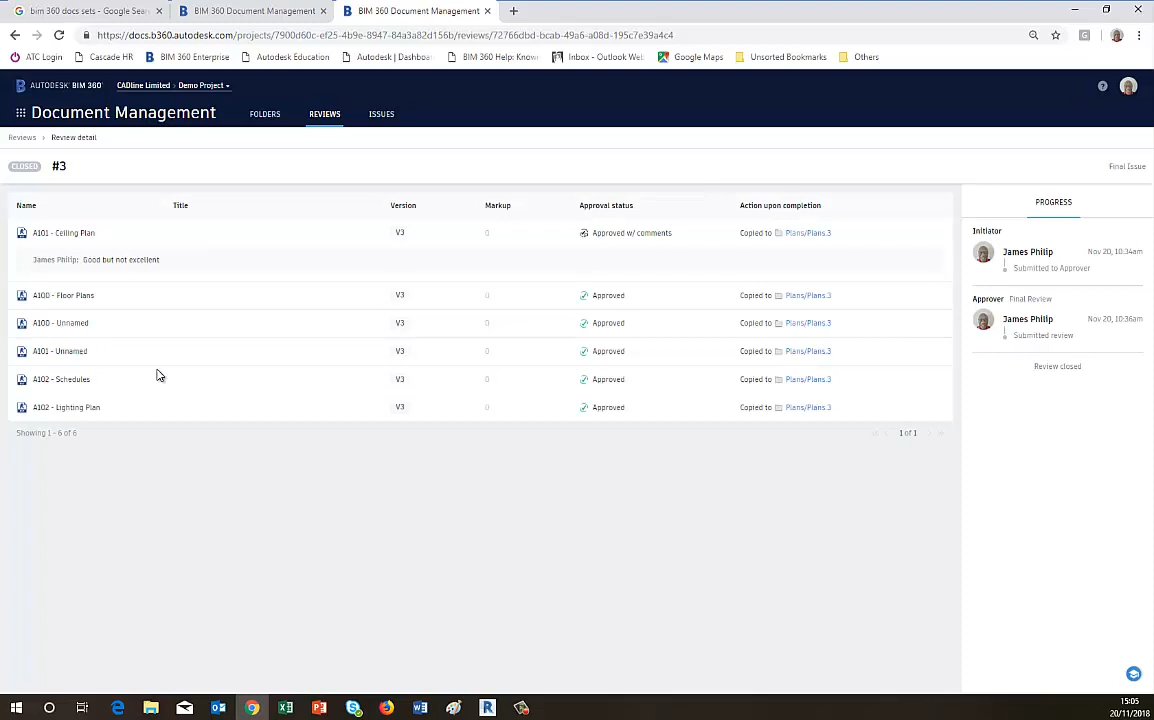 bim 360 docs sets - Google Sear
BIM 360 Document Management
BIM 360 Document Management
https://docs.b360.autodesk.com/projects/7900d60c-ef25-4b9e-8947-84a3a82d156b/reviews/72766dbd-bcab-49a6-a08d-195c7e39a4c4
ATC Login
Cascade HR
BIM 360 Enterprise
Autodesk Education
Autodesk | Dashboa
BIM 360 Help: Know
Inbox - Outlook Web
Google Maps
Unsorted Bookmarks
Others
AUTODESK BIM 360
CADline Limited > Demo Project
Document Management
FOLDERS
REVIEWS
ISSUES
Reviews > Review detail
CLOSED #3
Final Issue
Name Title Version Markup Approval status Action upon completion
A101 - Ceiling Plan V3 0 Approved w/ comments Copied to Plans/Plans.3
James Philip: Good but not excellent
A100 - Floor Plans V3 0 Approved Copied to Plans/Plans.3
A100 - Unnamed V3 0 Approved Copied to Plans/Plans.3
A101 - Unnamed V3 0 Approved Copied to Plans/Plans.3
A102 - Schedules V3 0 Approved Copied to Plans/Plans.3
A102 - Lighting Plan V3 0 Approved Copied to Plans/Plans.3
Showing 1 - 6 of 6
1 of 1
PROGRESS
Initiator
James Philip Nov 20, 10:34am
Submitted to Approver
Approver Final Review
James Philip Nov 20, 10:36am
Submitted review
Review closed
15:05
20/11/2018